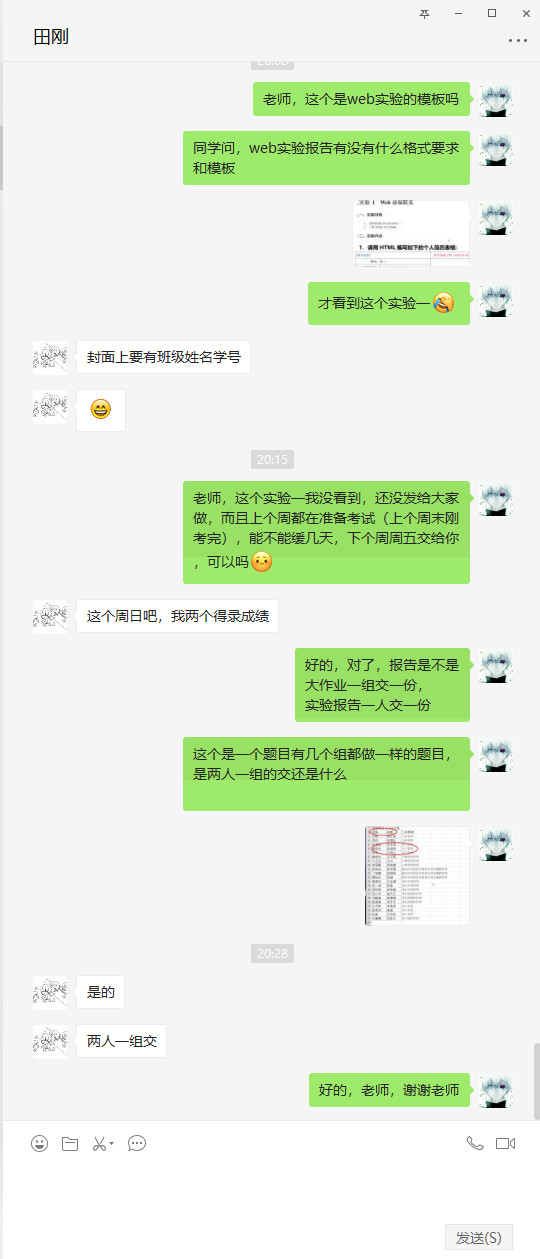 田刚
老师，这个是web实验的模板吗
同学问，web实验报告有没有什么格式要求
和模板
实验 1 Web 前端联系
1. 请用 HTML 编写如下的个人简历表格:
才看到这个实验一
封面上要有班级姓名学号
20:15
老师，这个实验一我没看到，还没发给大家
做，而且上个周都在准备考试（上个周末刚
考完），能不能缓几天，下个周周五交给你
，可以吗
这个周日吧，我两个得录成绩
好的，对了，报告是不是
大作业一组交一份，
实验报告一人交一份
这个是一个题目有几个组都做一样的题目，
是两人一组的交还是什么
20:28
是的
两人一组交
好的，老师，谢谢老师
发送(S)